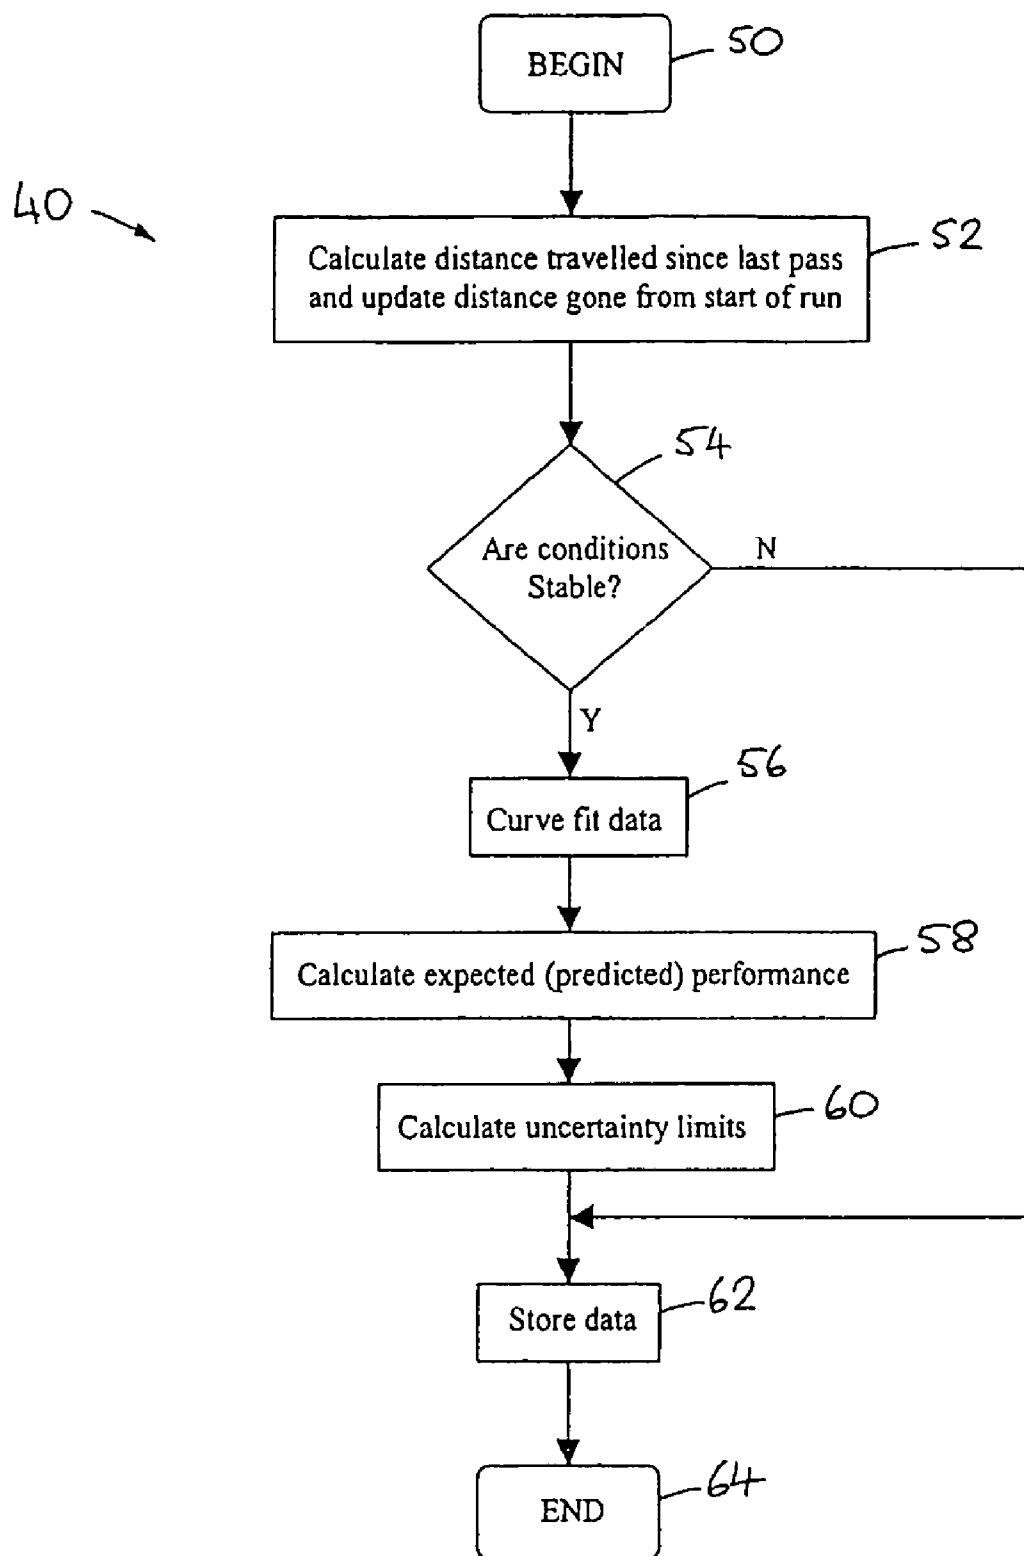 BEGIN
50
40
Calculate distance travelled since last pass
and update distance gone from start of run
52
54
Are conditions
Stable?
N
Y
56
Curve fit data
58
Calculate expected (predicted) performance
Calculate uncertainty limits
60
Store data
62
END
64